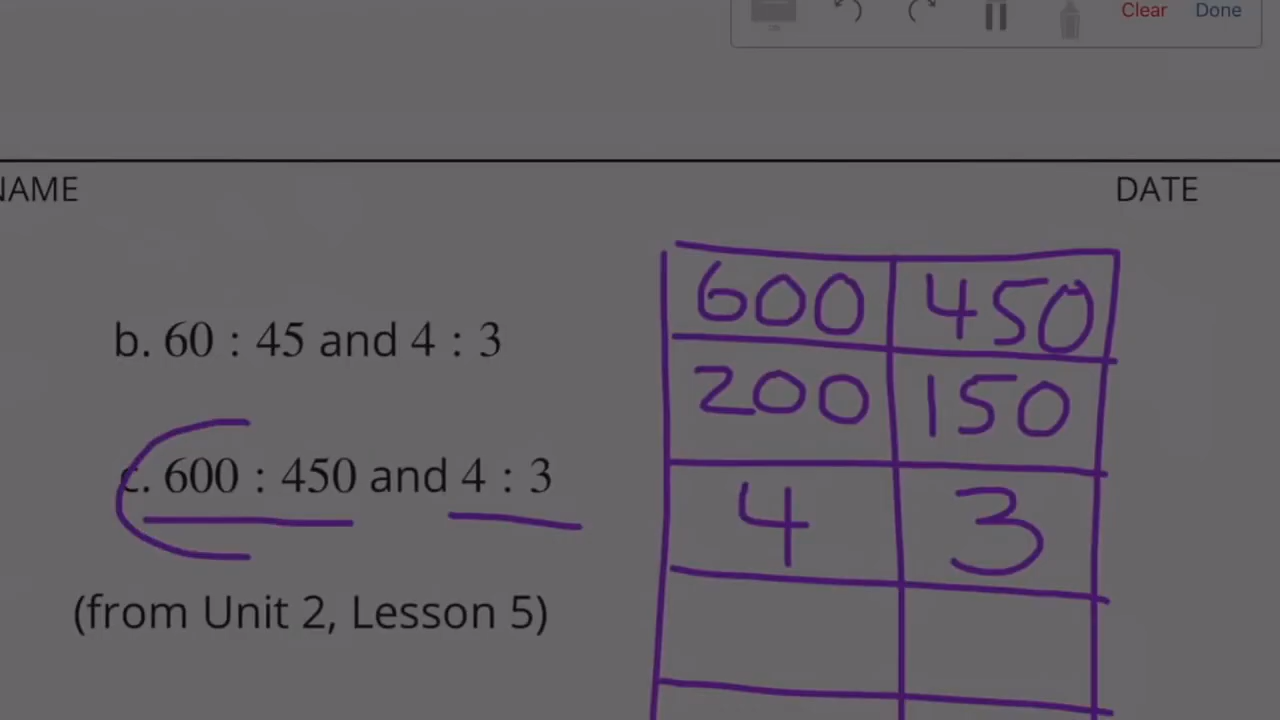 Clear Done
NAME DATE
b. 60 : 45 and 4 : 3
c. 600 : 450 and 4 : 3
(from Unit 2, Lesson 5)
600 450
200 150
4 3